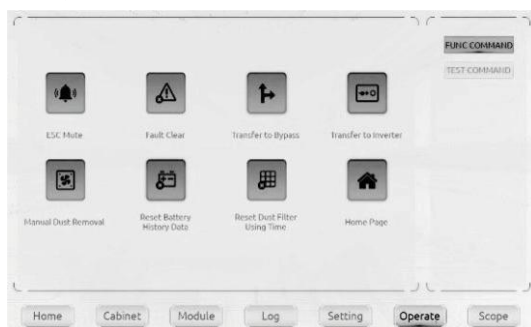 FUNC COMMAND
TEST COMMAND
ESC Mute
Fault Clear
Transfer to Bypass
Transfer to Inverter
Manual Dust Removal
Reset Battery
History Data
Reset Dust Filter
Using Time
Home Page
Home
Cabinet
Module
Log
Setting
Operate
Scope